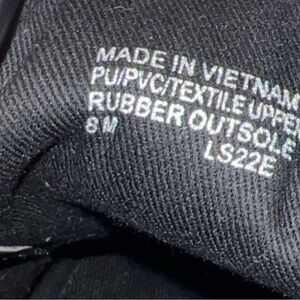 MADE IN VIETNAM
PU/PVC/TEXTILE UPPER
RUBBER OUTSOLE
8 M
LS22E